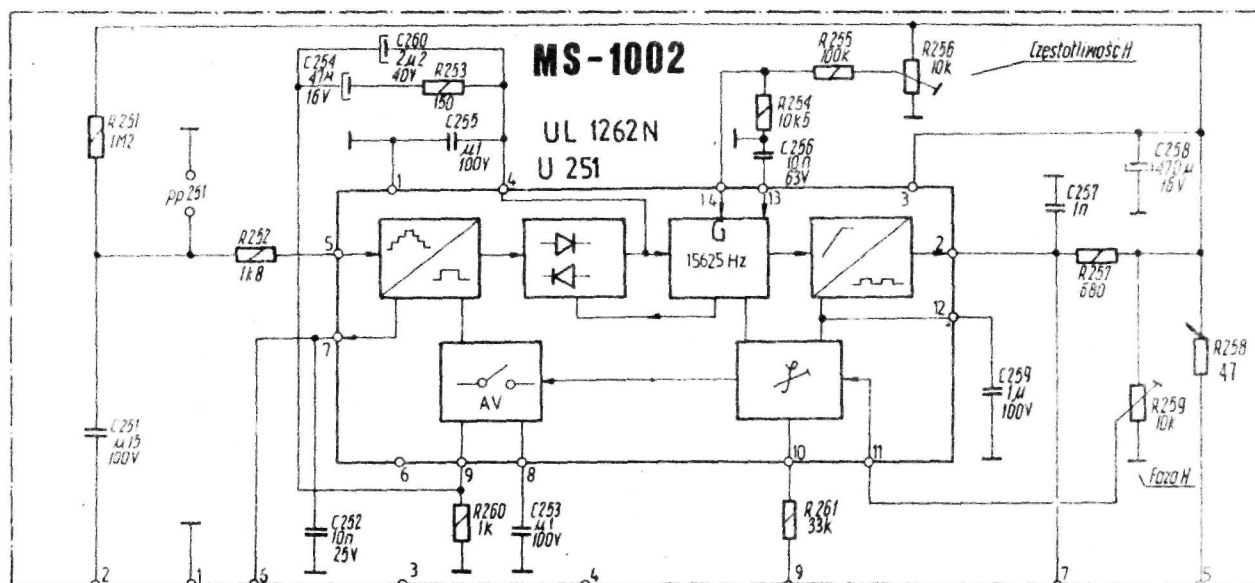 MS-1002
UL 1262N
U 251
C260
2µ2
40V
C254
47µ
16V
R253
150
C255
µ1
100V
R255
100k
R256
10k
Częstotliwość H
R254
10k5
C256
10n
63V
R251
1M2
pp251
R252
1k8
1
4
14
13
3
C258
470µ
16V
C257
1n
5
G
15625 Hz
2
R257
680
7
12
AV
C259
1µ
100V
R258
47
R259
10k
C251
µ15
100V
6
9
8
10
11
Faza H
C252
10n
25V
R260
1k
C253
µ1
100V
R261
33k
2
1
6
3
4
9
7
5